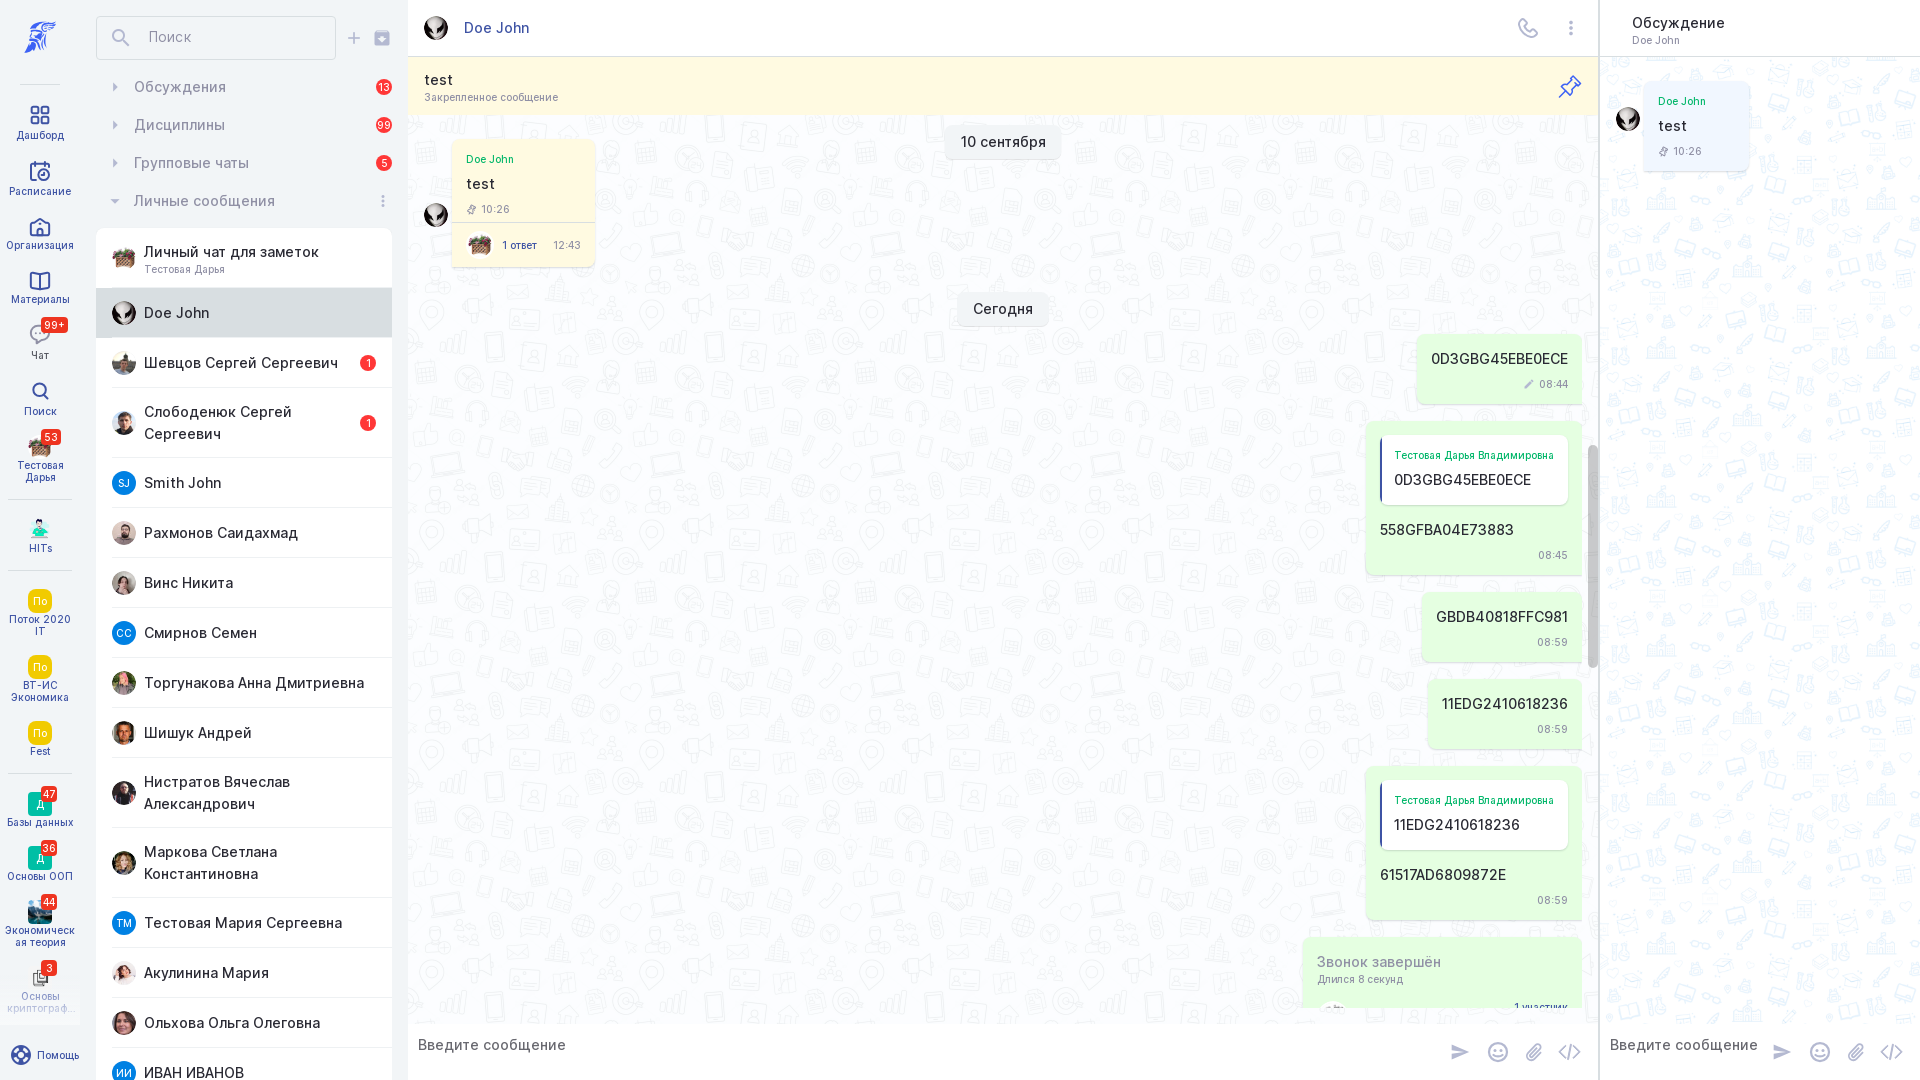 Дашборд
Расписание
Организация
Материалы
99+
Чат
Поиск
53
Тестовая
Дарья
HITs
По
Поток 2020
IT
По
ВТ-ИС
Экономика
По
Fest
47
Д
Базы данных
36
Д
Основы ООП
44
Экономическ
ая теория
3
Основы
криптограф...
Помощь
Поиск
Обсуждения
13
Дисциплины
99
Групповые чаты
5
Личные сообщения
Личный чат для заметок
Тестовая Дарья
Doe John
Шевцов Сергей Сергеевич
1
Слободенюк Сергей
Сергеевич
1
SJ
Smith John
Рахмонов Саидахмад
Винс Никита
СС
Смирнов Семен
Торгунакова Анна Дмитриевна
Шишук Андрей
Нистратов Вячеслав
Александрович
Маркова Светлана
Константиновна
ТМ
Тестовая Мария Сергеевна
Акулинина Мария
Ольхова Ольга Олеговна
ИИ
ИВАН ИВАНОВ
Doe John
test
Закрепленное сообщение
10 сентября
Doe John
test
10:26
1 ответ
12:43
Сегодня
0D3GBG45EBE0ECE
08:44
Тестовая Дарья Владимировна
0D3GBG45EBE0ECE
558GFBA04E73883
08:45
GBDB40818FFC981
08:59
11EDG2410618236
08:59
Тестовая Дарья Владимировна
11EDG2410618236
61517AD6809872E
08:59
Звонок завершён
Длился 8 секунд
1 участник
Введите сообщение
Обсуждение
Doe John
Doe John
test
10:26
Введите сообщение